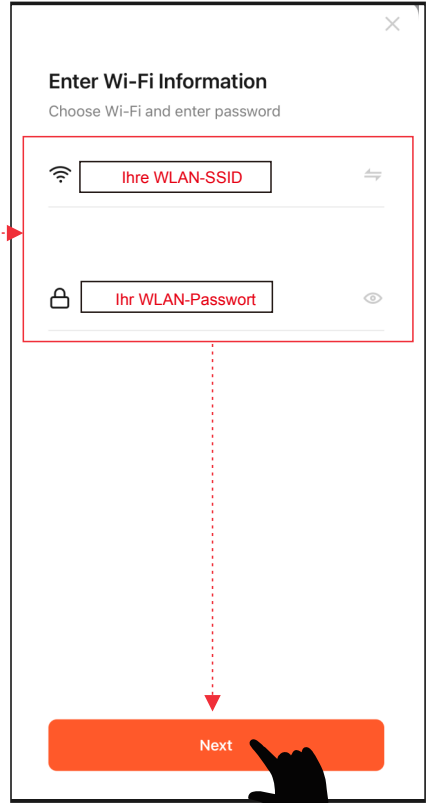 Enter Wi-Fi Information
Choose Wi-Fi and enter password
Ihre WLAN-SSID
Ihr WLAN-Passwort
Next